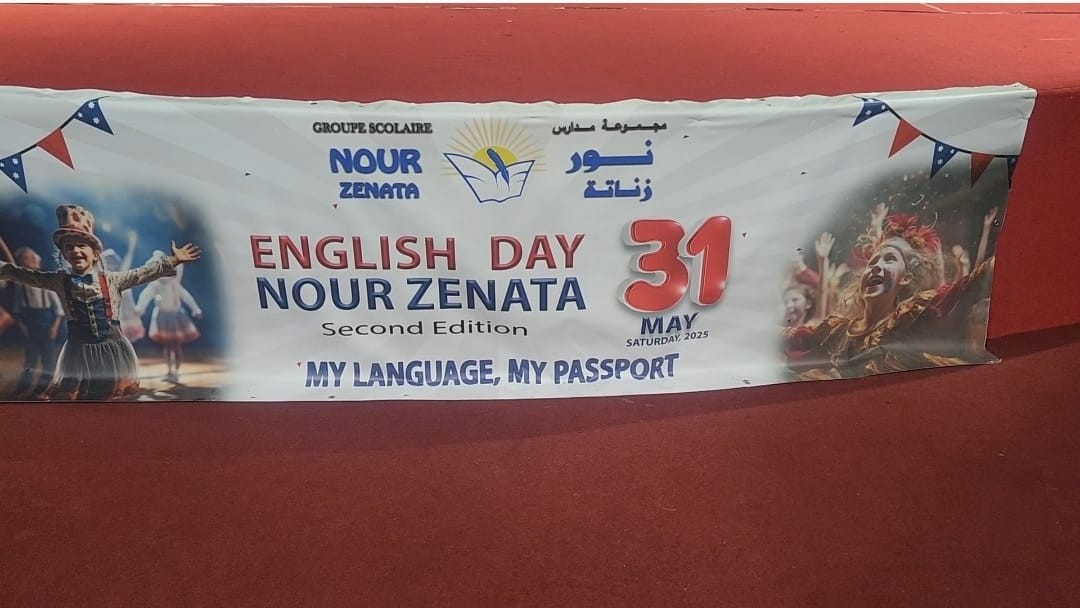 GROUPE SCOLAIRE
NOUR
ZENATA
مجموعة مدارس
نور
زناتة
ENGLISH DAY
NOUR ZENATA
Second Edition
31
MAY
SATURDAY, 2025
MY LANGUAGE, MY PASSPORT